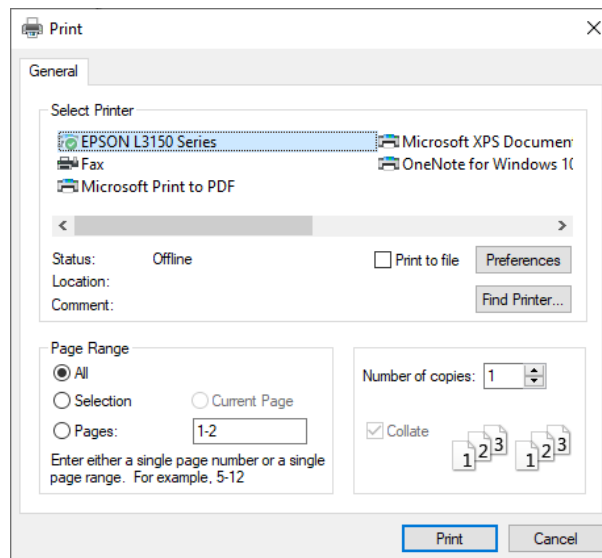 Print
General
Select Printer
EPSON L3150 Series
Microsoft XPS Documen
Fax
OneNote for Windows 10
Microsoft Print to PDF
Status: Offline
Print to file
Preferences
Location:
Comment:
Find Printer...
Page Range
All
Selection
Current Page
Pages: 1-2
Enter either a single page number or a single
page range. For example, 5-12
Number of copies: 1
Collate
1 2 3 1 2 3
Print
Cancel